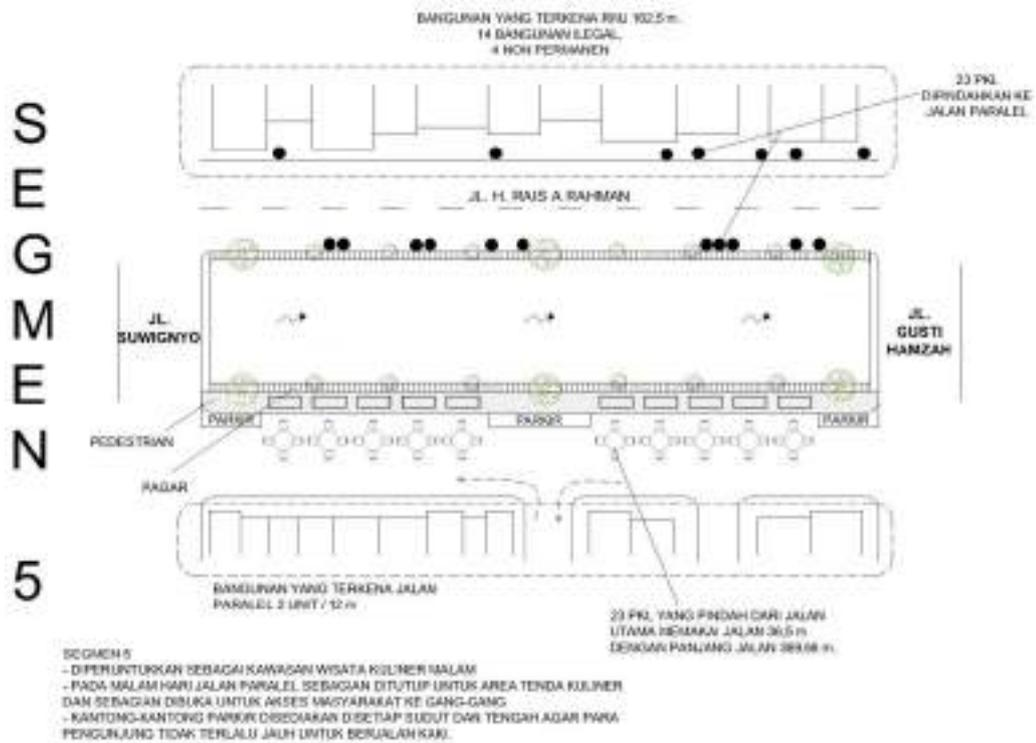 BANGUNAN YANG TERKENA RIIJ 162,5 m.
14 BANGUNAN ILEGAL,
4 NON PERMANEN
23 PKL
DIPINDAHKAN KE
JALAN PARALEL
SEGMEN 5
JL. H. RAIS A RAHMAN
JL.
SUWIGNYO
JL.
GUSTI
HAMZAH
PARKIR
PARKIR
PARKIR
PEDESTRIAN
PAGAR
BANGUNAN YANG TERKENA JALAN
PARALEL 2 UNIT / 12 m
23 PKL YANG PINDAH DARI JALAN
UTAMA MEMAKAI JALAN 36,5 m
DENGAN PANJANG JALAN m.
SEGMEN 5
- DIPERUNTUKKAN SEBAGAI KAWASAN WISATA KULINER MALAM
- PADA MALAM HARI JALAN PARALEL SEBAGIAN DITUTUP UNTUK AREA TENDA KULINER
DAN SEBAGIAN DIBUKA UNTUK AKSES MASYARAKAT KE GANG-GANG
- KANTONG-KANTONG PARKIR DISEDIAKAN DISETIAP SUDUT DAN TENGAH AGAR PARA
PENGUNJUNG TIDAK TERLALU JAUH UNTUK BERJALAN KAKI.